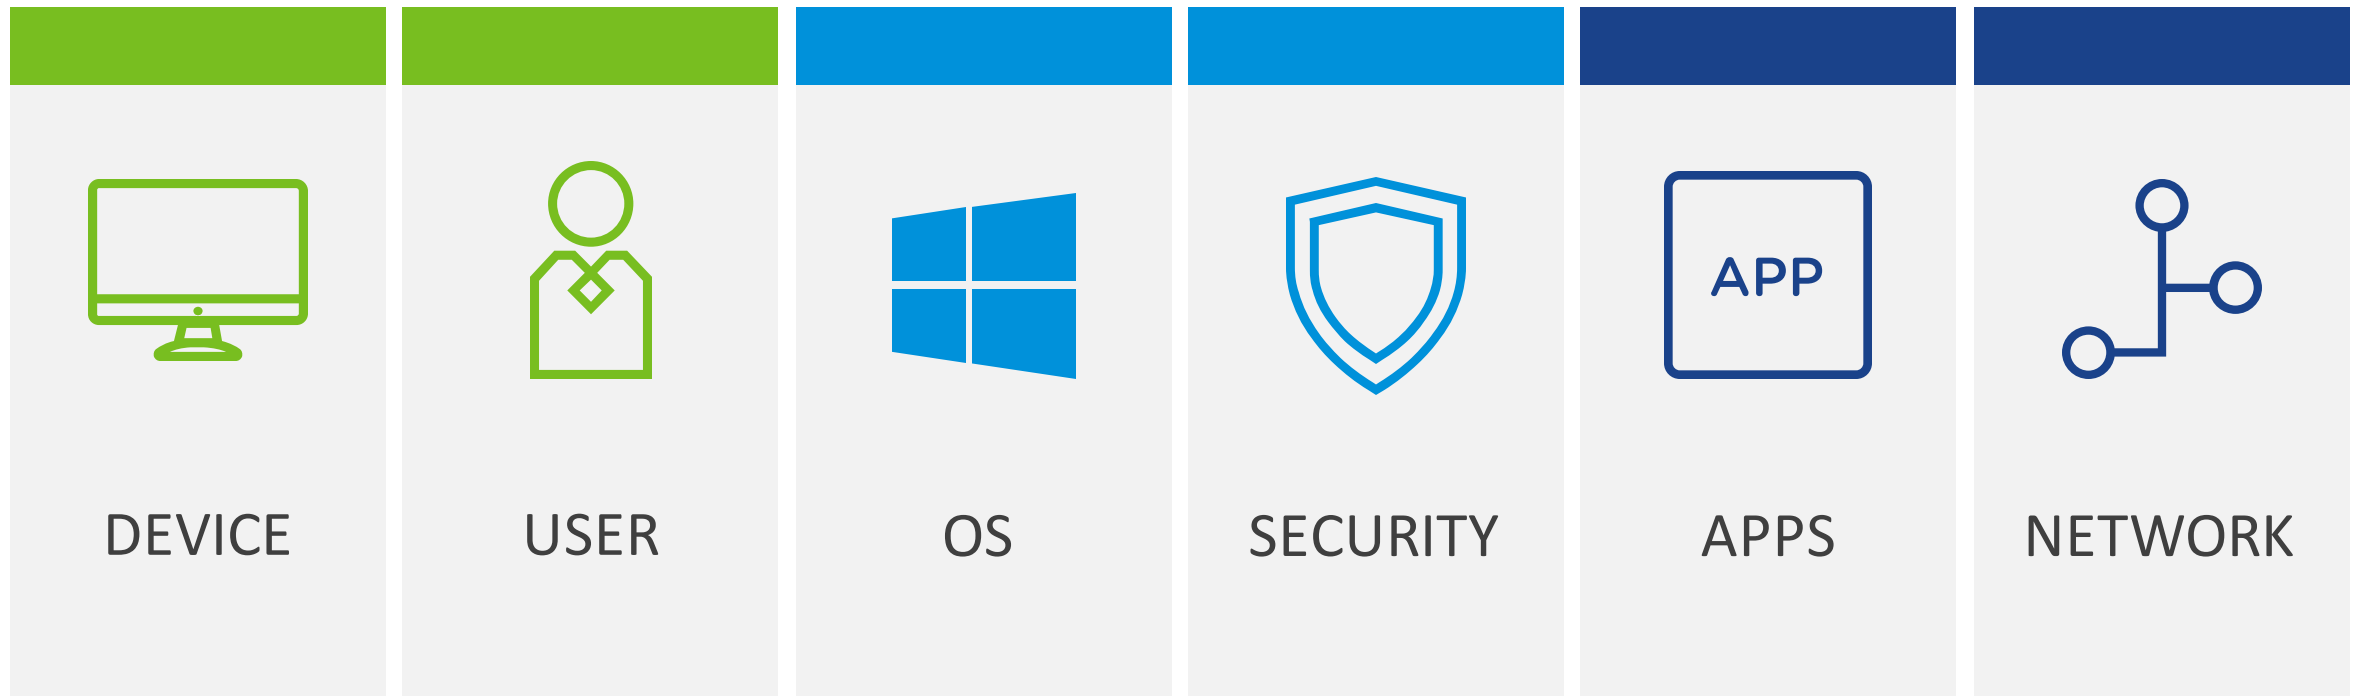 APP
DEVICE
USER
OS
SECURITY
APPS
NETWORK